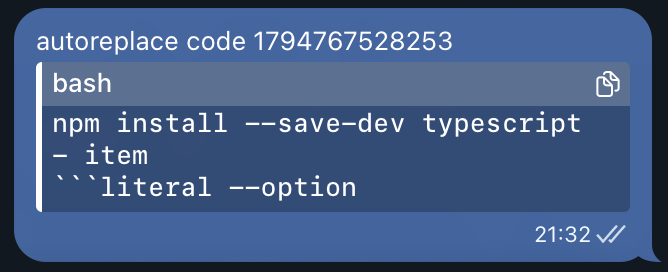 autoreplace code 1794767528253
bash
npm install --save-dev typescript
- item
```literal --option
21:32